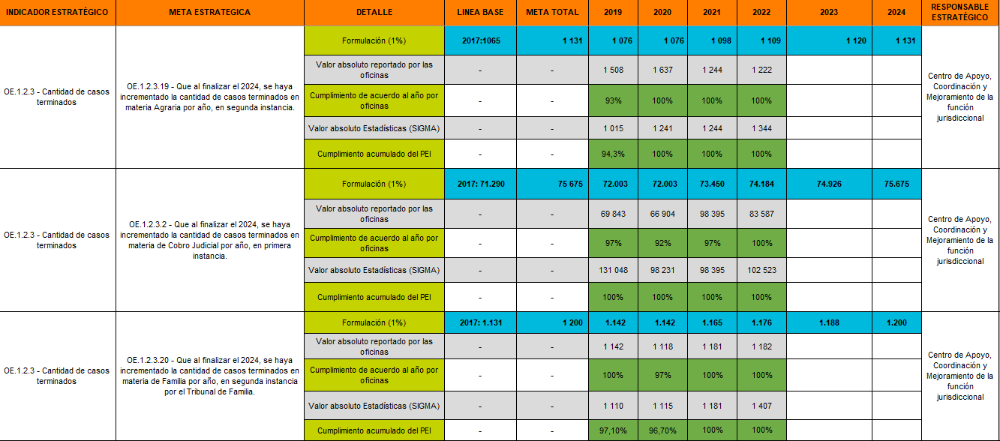 INDICADOR ESTRATÉGICO META ESTRATEGICA DETALLE LINEA BASE META TOTAL 2019 2020 2021 2022 2023 2024 RESPONSABLE
ESTRATÉGICO
OE.1.2.3 - Cantidad de casos
terminados
OE.1.2.3.19 - Que al finalizar el 2024, se haya
incrementado la cantidad de casos terminados en
materia Agraria por año, en segunda instancia.
Formulación (1%) 2017:1065 1 131 1 076 1 076 1 098 1 109 1 120 1 131
Valor absoluto reportado por las
oficinas
- - 1 508 1 637 1 244 1 222
Cumplimiento de acuerdo al año por
oficinas
- - 93% 100% 100% 100%
Valor absoluto Estadísticas (SIGMA) - - 1 015 1 241 1 244 1 344
Cumplimiento acumulado del PEI - - 94,3% 100% 100% 100%
Centro de Apoyo,
Coordinación y
Mejoramiento de la
función
jurisdiccional
OE.1.2.3 - Cantidad de casos
terminados
OE.1.2.3.2 - Que al finalizar el 2024, se haya
incrementado la cantidad de casos terminados en
materia de Cobro Judicial por año, en primera
instancia.
Formulación (1%) 2017: 71.290 75 675 72.003 72.003 73.450 74.184 74.926 75.675
Valor absoluto reportado por las
oficinas
- - 69 843 66 904 98 395 83 587
Cumplimiento de acuerdo al año por
oficinas
- - 97% 92% 97% 100%
Valor absoluto Estadísticas (SIGMA) - - 131 048 98 231 98 395 102 523
Cumplimiento acumulado del PEI - - 100% 100% 100% 100%
Centro de Apoyo,
Coordinación y
Mejoramiento de la
función
jurisdiccional
OE.1.2.3 - Cantidad de casos
terminados
OE.1.2.3.20 - Que al finalizar el 2024, se haya
incrementado la cantidad de casos terminados en
materia de Familia por año, en segunda instancia
por el Tribunal de Familia.
Formulación (1%) 2017: 1.131 1 200 1.142 1.142 1.165 1.176 1.188 1.200
Valor absoluto reportado por las
oficinas
- - 1 142 1 118 1 181 1 182
Cumplimiento de acuerdo al año por
oficinas
- - 100% 97% 100% 100%
Valor absoluto Estadísticas (SIGMA) - - 1 110 1 115 1 181 1 407
Cumplimiento acumulado del PEI - - 97,10% 96,70% 100% 100%
Centro de Apoyo,
Coordinación y
Mejoramiento de la
función
jurisdiccional